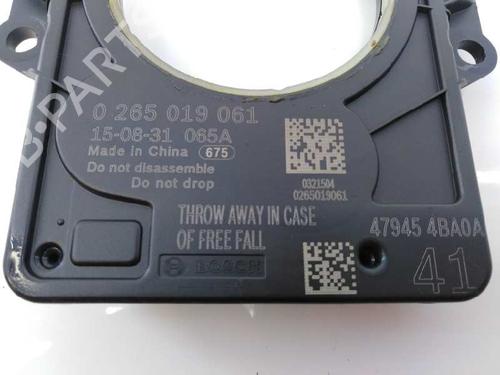 B-PARTS
0 265 019 061
15-08-31 065A
Made in China 675
Do not disassemble
Do not drop
0321504
0265019061
THROW AWAY IN CASE
OF FREE FALL
47945 4BA0A
BOSCH
41